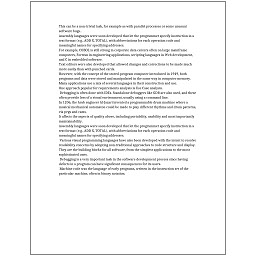 This can be a non-trivial task, for example as with parallel processes or some unusual
software bugs.
Assembly languages were soon developed that let the programmer specify instruction in a
text format (e.g., ADD X, TOTAL), with abbreviations for each operation code and
meaningful names for specifying addresses.
For example, COBOL is still strong in corporate data centers often on large mainframe
computers, Fortran in engineering applications, scripting languages in Web development,
and C in embedded software.
Text editors were also developed that allowed changes and corrections to be made much
more easily than with punched cards.
However, with the concept of the stored-program computer introduced in 1949, both
programs and data were stored and manipulated in the same way in computer memory.
Many applications use a mix of several languages in their construction and use.
One approach popular for requirements analysis is Use Case analysis.
Debugging is often done with IDEs. Standalone debuggers like GDB are also used, and these
often provide less of a visual environment, usually using a command line.
In 1206, the Arab engineer Al-Jazari invented a programmable drum machine where a
musical mechanical automaton could be made to play different rhythms and drum patterns,
via pegs and cams.
It affects the aspects of quality above, including portability, usability and most importantly
maintainability.
Assembly languages were soon developed that let the programmer specify instruction in a
text format (e.g., ADD X, TOTAL), with abbreviations for each operation code and
meaningful names for specifying addresses.
Various visual programming languages have also been developed with the intent to resolve
readability concerns by adopting non-traditional approaches to code structure and display.
They are the building blocks for all software, from the simplest applications to the most
sophisticated ones.
Debugging is a very important task in the software development process since having
defects in a program can have significant consequences for its users.
Machine code was the language of early programs, written in the instruction set of the
particular machine, often in binary notation.